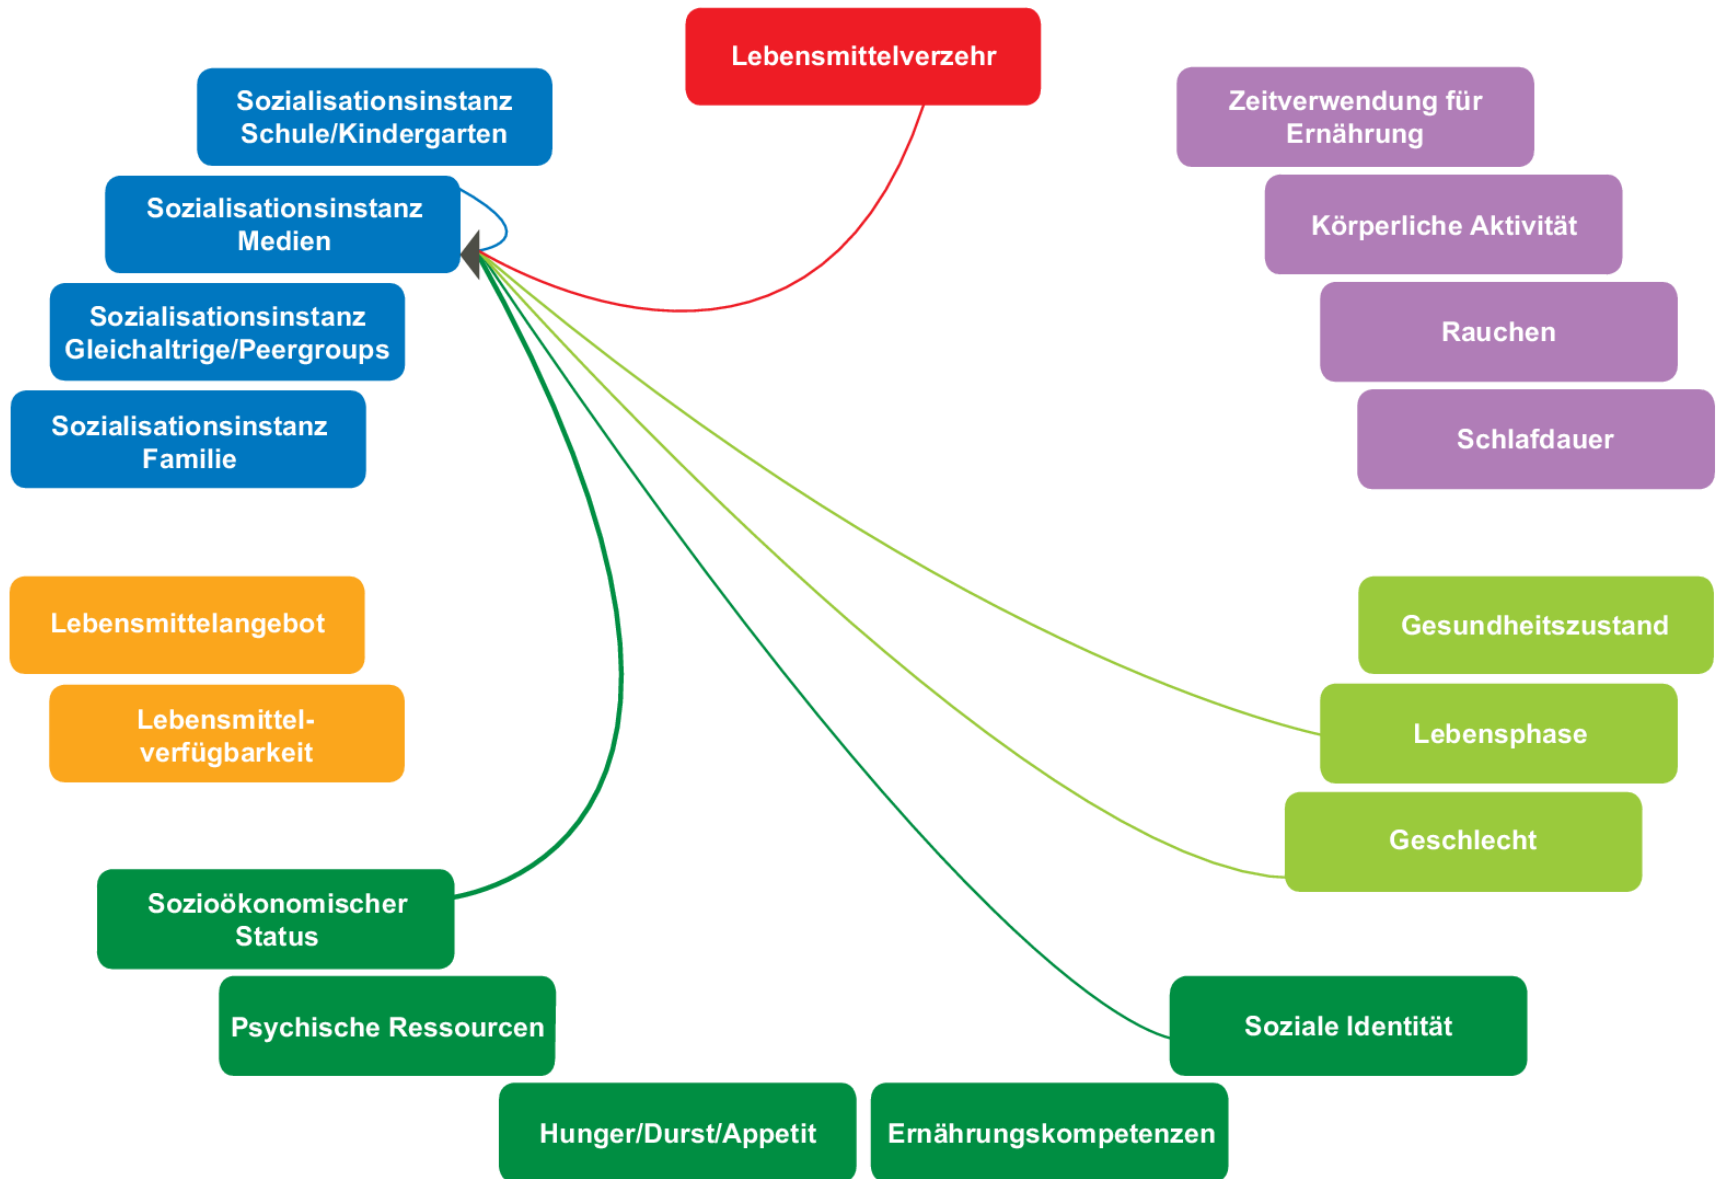 Lebensmittelverzehr
Sozialisationsinstanz
Schule/Kindergarten
Sozialisationsinstanz
Medien
Sozialisationsinstanz
Gleichaltrige/Peergroups
Sozialisationsinstanz
Familie
Lebensmittelangebot
Lebensmittel-
verfügbarkeit
Sozioökonomischer
Status
Psychische Ressourcen
Hunger/Durst/Appetit
Ernährungskompetenzen
Soziale Identität
Geschlecht
Lebensphase
Gesundheitszustand
Schlafdauer
Rauchen
Körperliche Aktivität
Zeitverwendung für
Ernährung